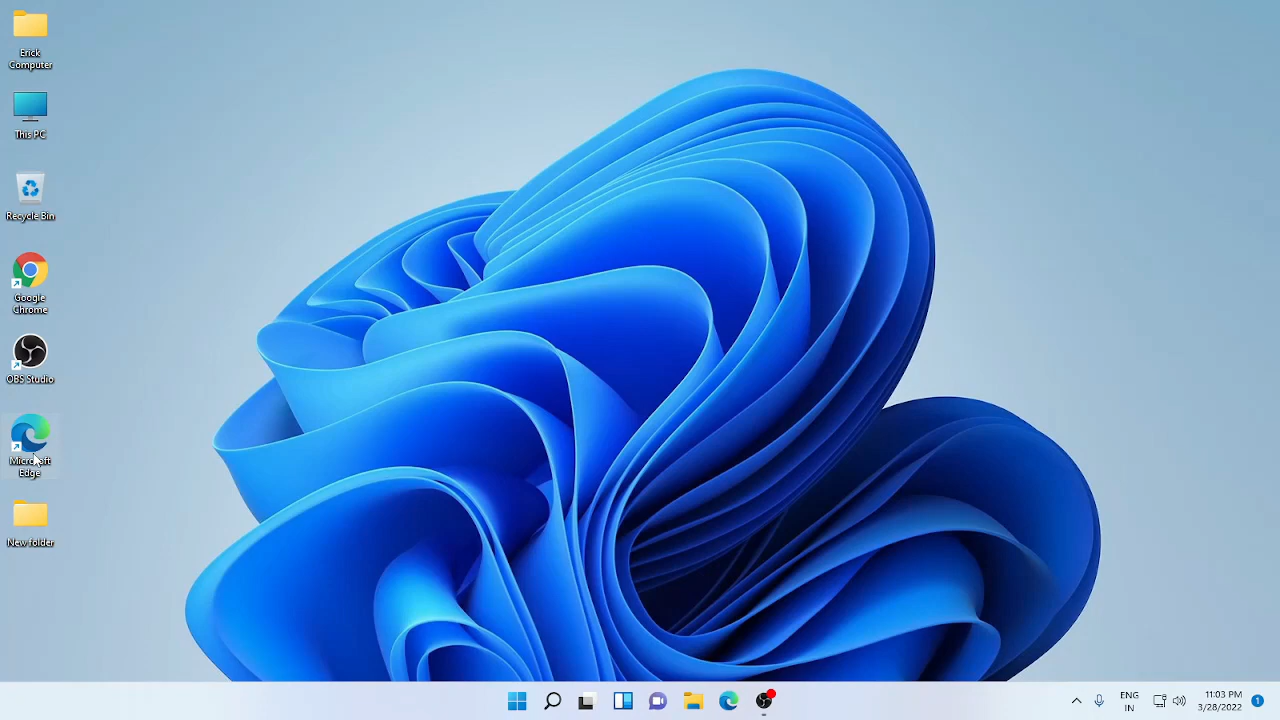 Erick
Computer
This PC
Recycle Bin
Google
Chrome
OBS Studio
Microsoft
Edge
New folder
ENG
IN
11:03 PM
3/28/2022
1